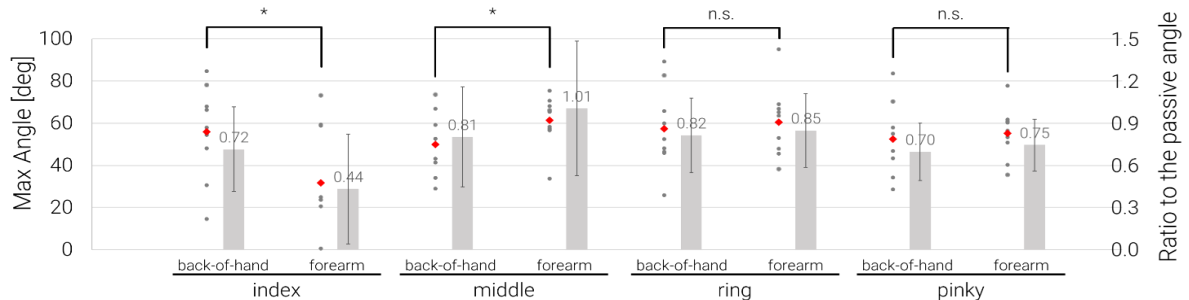 * * n.s. n.s.
Max Angle [deg]
100
80
60
40
20
0
0.72 0.44 0.81 1.01 0.82 0.85 0.70 0.75
1.5
1.2
0.9
0.6
0.3
0.0
Ratio to the passive angle
back-of-hand forearm back-of-hand forearm back-of-hand forearm back-of-hand forearm
index middle ring pinky